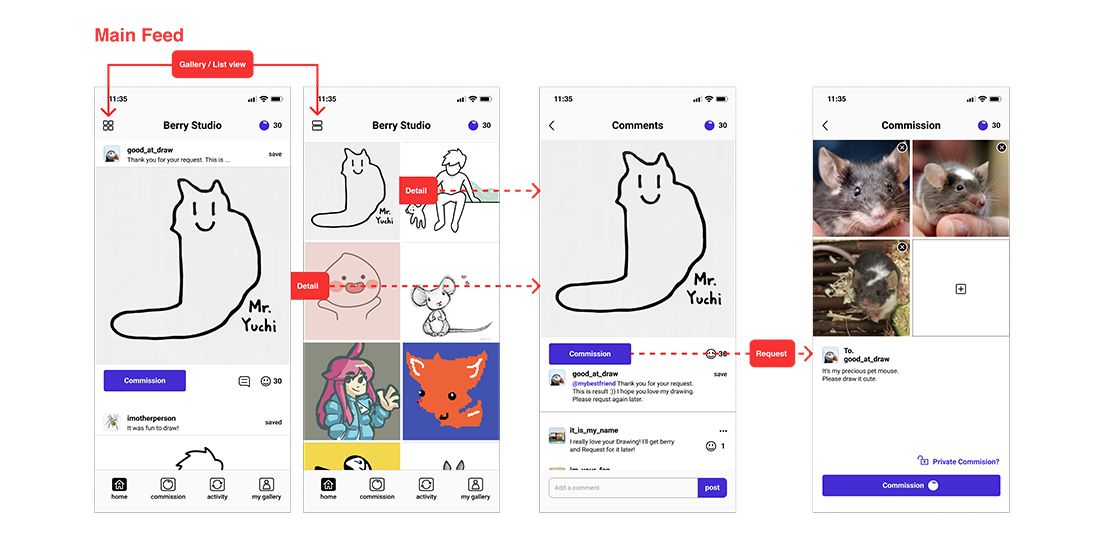 Main Feed
Gallery / List view
11:35
Berry Studio
30
good_at_draw
Thank you for your request. This is ...
save
Mr.
Yuchi
Commission
30
imotherperson
It was fun to draw!
saved
home
commission
activity
my gallery
11:35
Berry Studio
30
Mr.
Yuchi
Detail
Detail
home
commission
activity
my gallery
11:35
Comments
30
Mr.
Yuchi
Commission
30
good_at_draw
save
@mybestfriend Thank you for your request.
This is result :)) I hope you love my drawing.
Please requst again later.
it_is_my_name
I really love your Drawing! I'll get berry
and Request for it later!
1
im_your_fan
Add a comment
post
Request
11:35
Commission
30
To.
good_at_draw
It's my precious pet mouse.
Please draw it cute.
Private Commision?
Commission